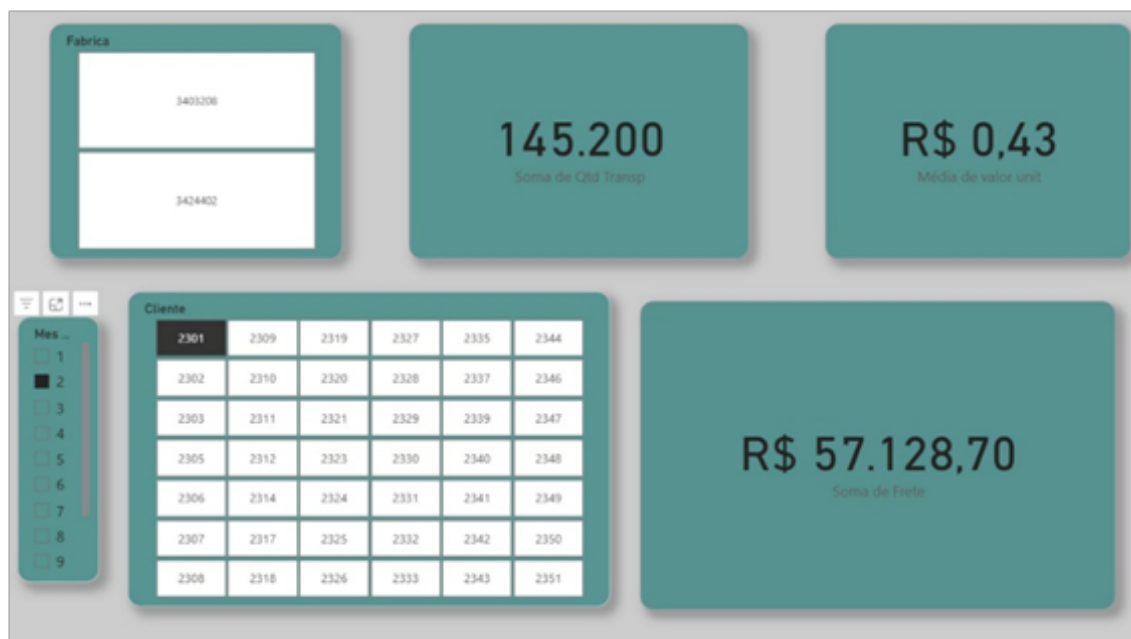 Fabrica
3403208
3424402
145.200
Soma de Qtd Transp
R$ 0,43
Média de valor unit
Mes ...
1
2
3
4
5
6
7
8
9
Cliente
2301 2309 2319 2327 2335 2344
2302 2310 2320 2328 2337 2346
2303 2311 2321 2329 2339 2347
2305 2312 2323 2330 2340 2348
2306 2314 2324 2331 2341 2349
2307 2317 2325 2332 2342 2350
2308 2318 2326 2333 2343 2351
R$ 57.128,70
Soma de Frete